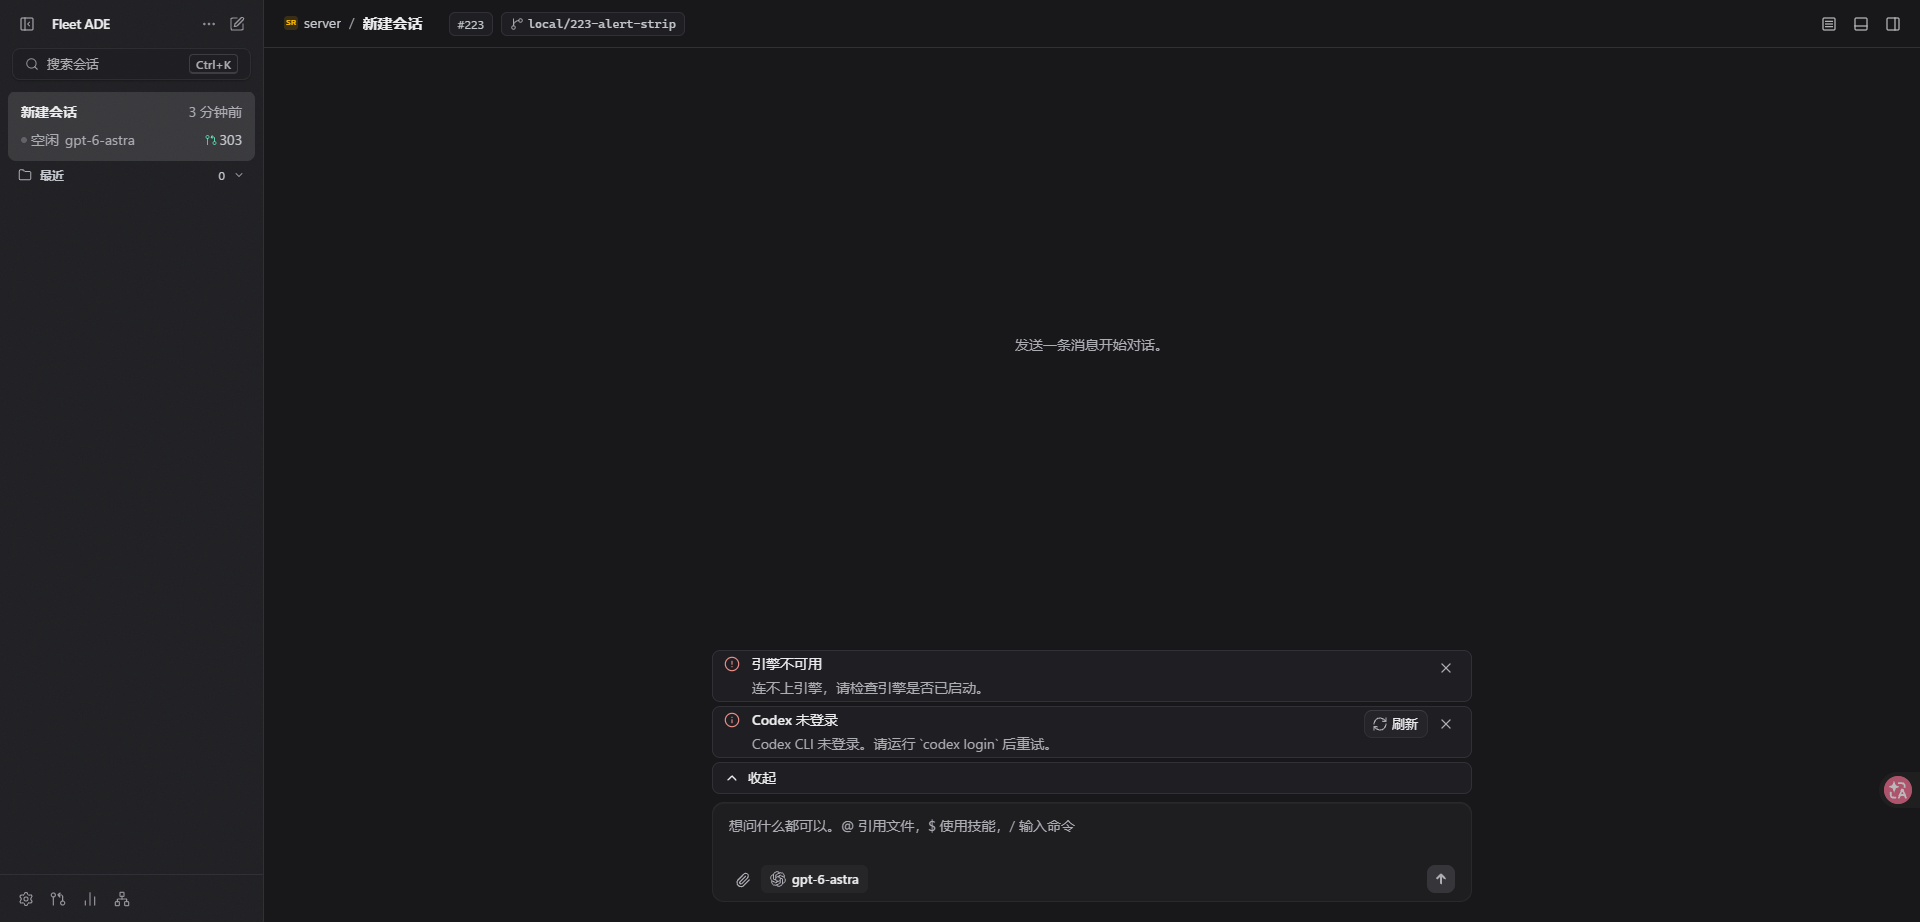 Fleet ADE
搜索会话 Ctrl+K
新建会话 3 分钟前
空闲 gpt-6-astra 303
最近 0
SR server / 新建会话 #223 local/223-alert-strip
发送一条消息开始对话。
引擎不可用
连不上引擎，请检查引擎是否已启动。
Codex 未登录 刷新
Codex CLI 未登录。请运行 `codex login` 后重试。
收起
想问什么都可以。@ 引用文件，$ 使用技能，/ 输入命令
gpt-6-astra